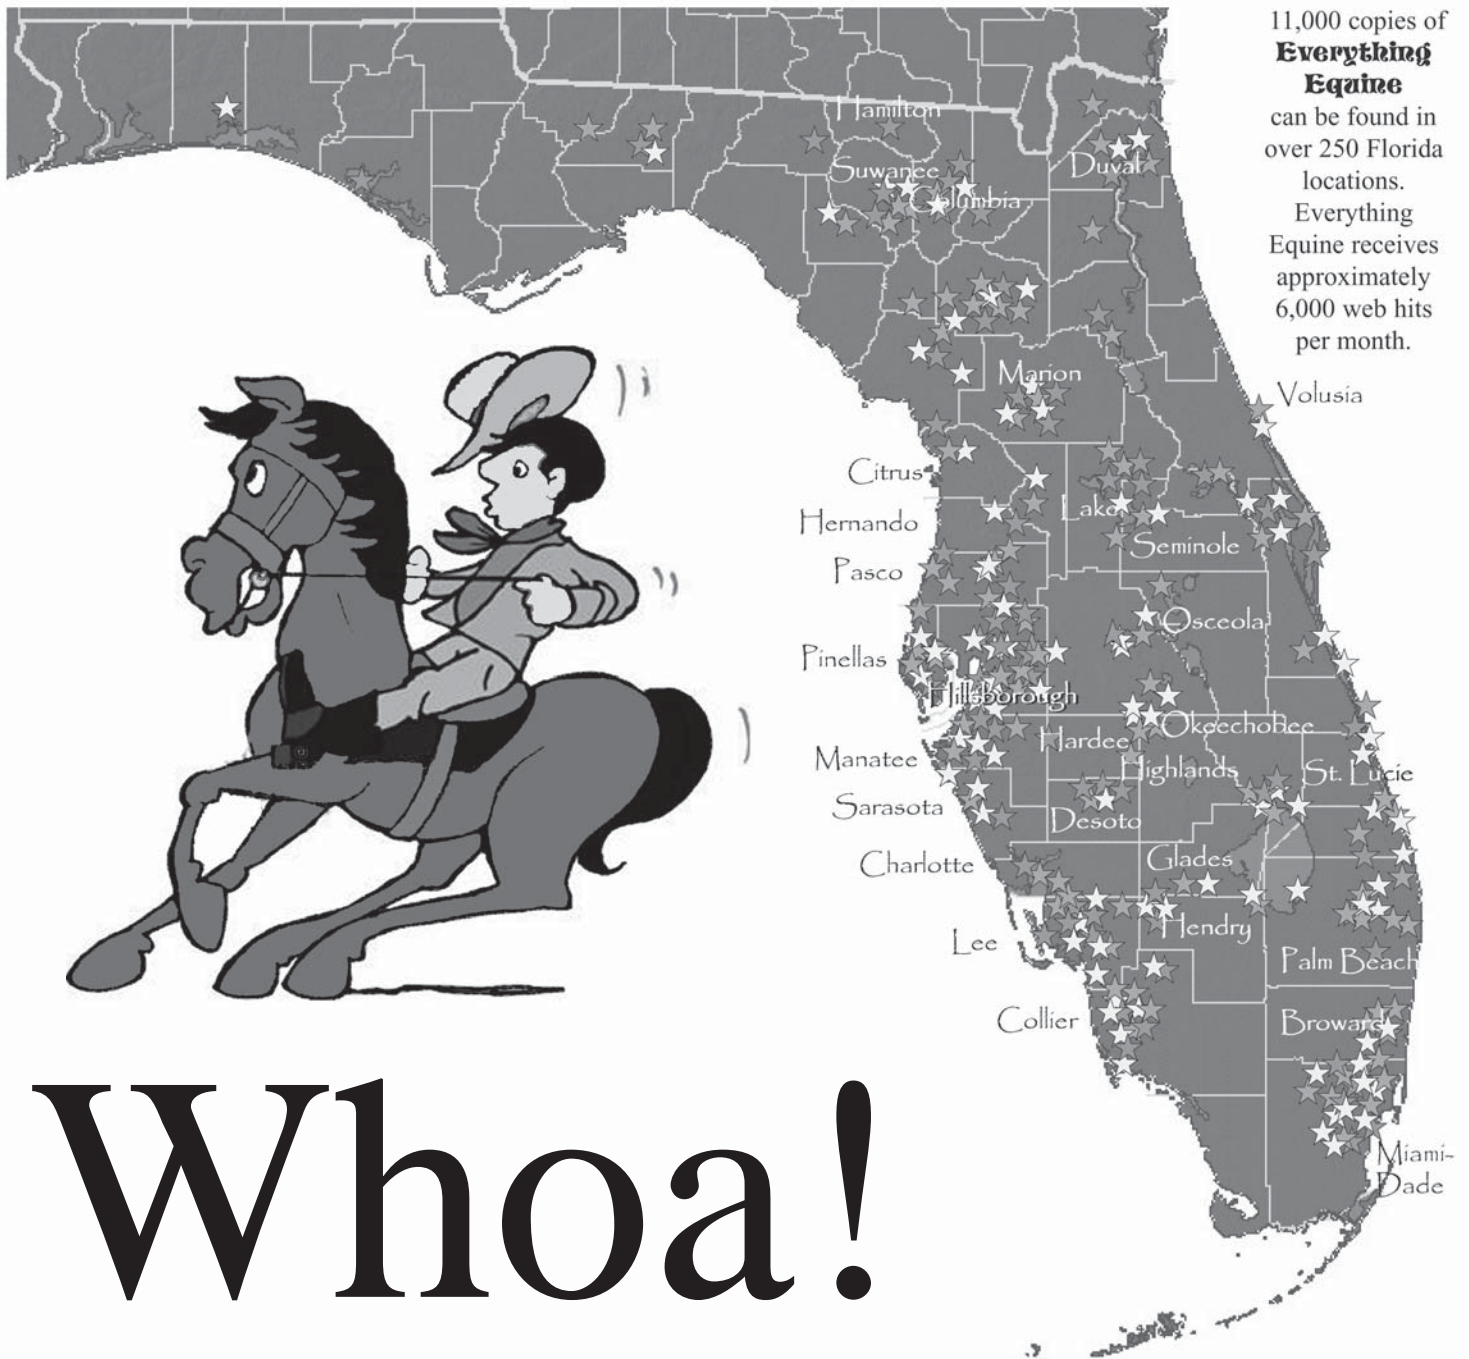 11,000 copies of
Everything
Equine
can be found in
over 250 Florida
locations.
Everything
Equine receives
approximately
6,000 web hits
per month.
Hamilton
Suwanee
Duval
Columbia
Marion
Volusia
Citrus
Lake
Hernando
Seminole
Pasco
Osceola
Pinellas
Hillsborough
Okeechobee
Hardee
Manatee
Highlands
St. Lucie
Sarasota
Desoto
Charlotte
Glades
Hendry
Lee
Palm Beach
Collier
Broward
Miami-
Dade
Whoa!